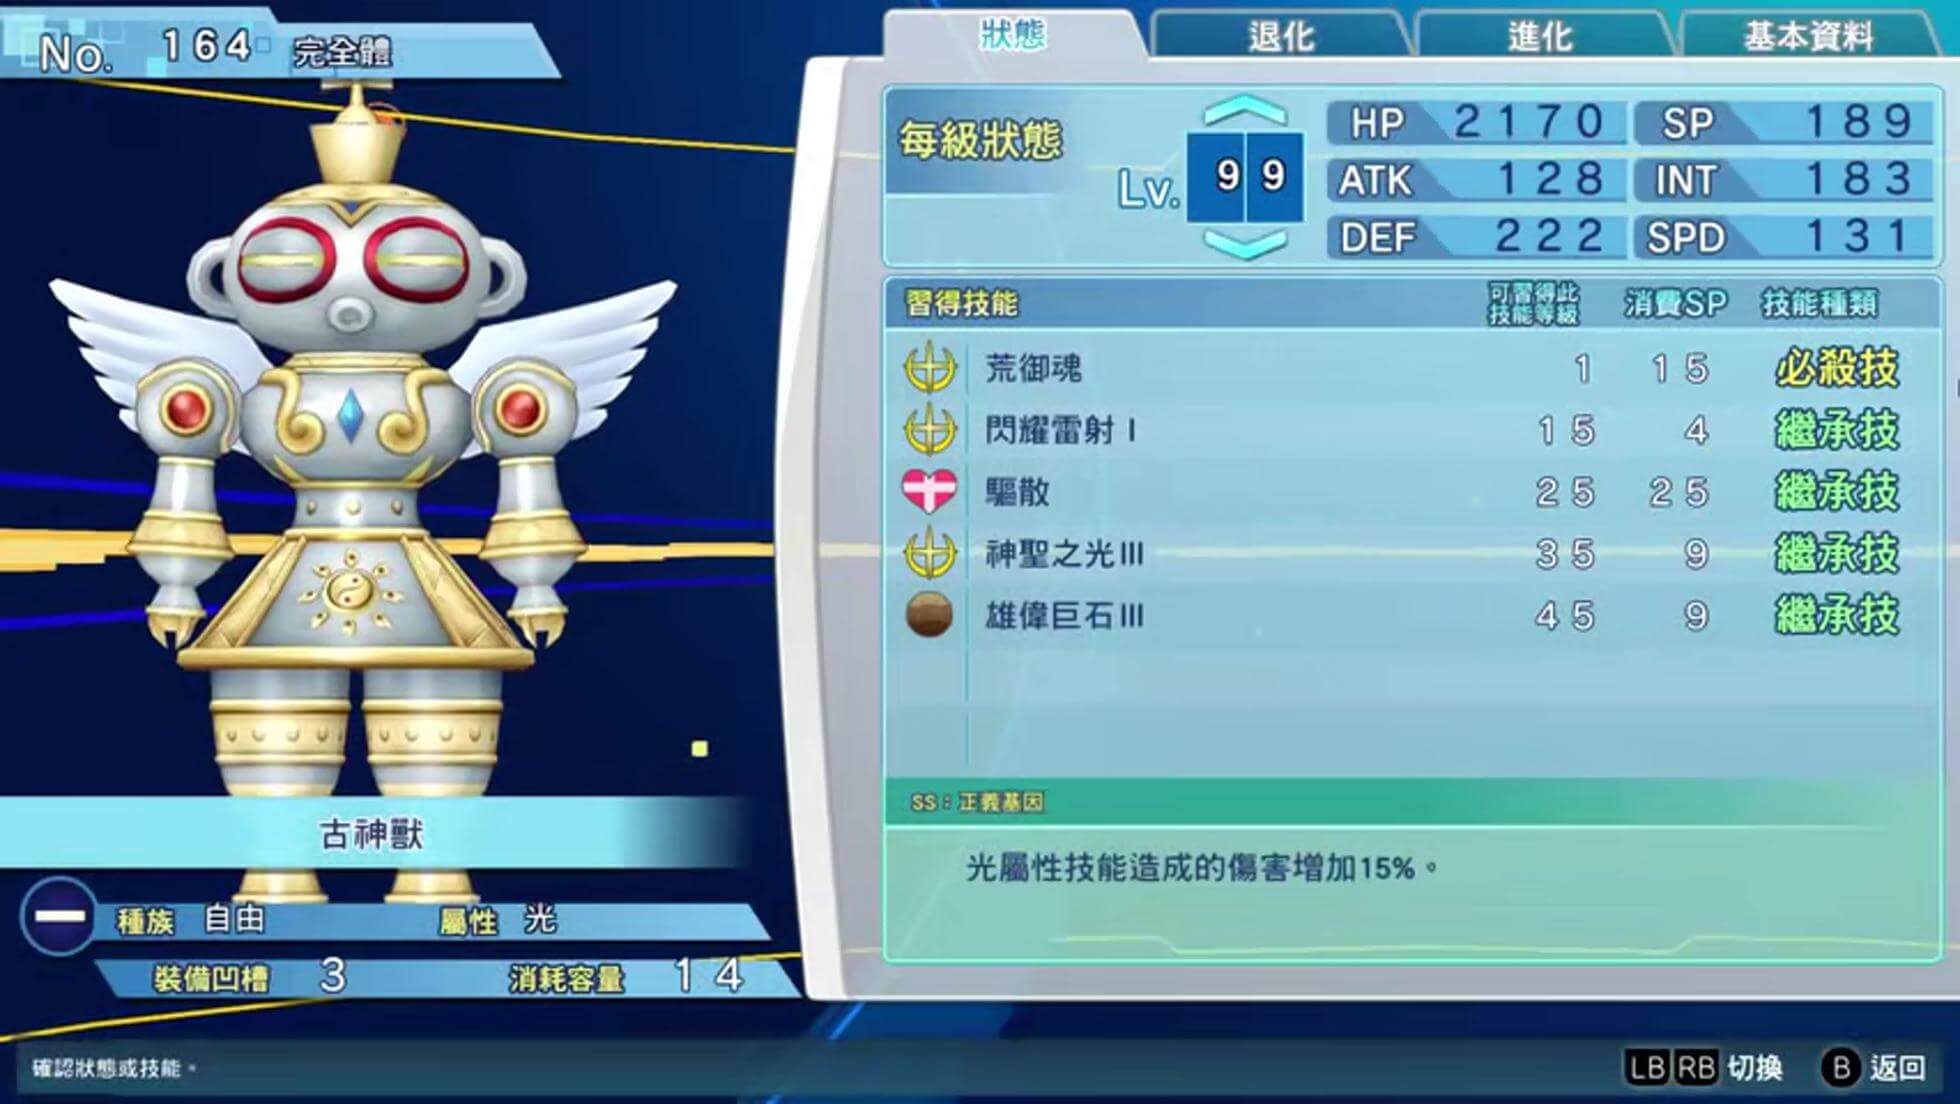 No. 164 完全體
狀態 退化 進化 基本資料
每級狀態
Lv. 99
HP 2170 SP 189
ATK 128 INT 183
DEF 222 SPD 131
習得技能 可習得此技能等級 消費SP 技能種類
荒御魂 1 15 必殺技
閃耀雷射 I 15 4 繼承技
驅散 25 25 繼承技
神聖之光III 35 9 繼承技
雄偉巨石III 45 9 繼承技
SS：正義基因
光屬性技能造成的傷害增加15%。
古神獸
種族 自由 屬性 光
裝備凹槽 3 消耗容量 14
確認狀態或技能。
LB RB 切換 B 返回